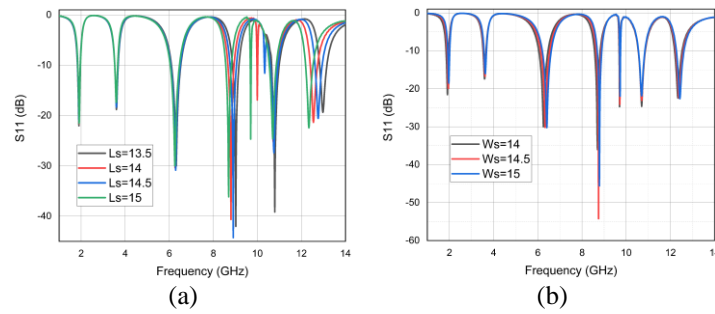 0
-10
-20
-30
-40
S11 (dB)
Ls=13.5
Ls=14
Ls=14.5
Ls=15
2 4 6 8 10 12 14
Frequency (GHz)
(a)
0
-10
-20
-30
-40
-50
-60
S11 (dB)
Ws=14
Ws=14.5
Ws=15
2 4 6 8 10 12 14
Frequency (GHz)
(b)